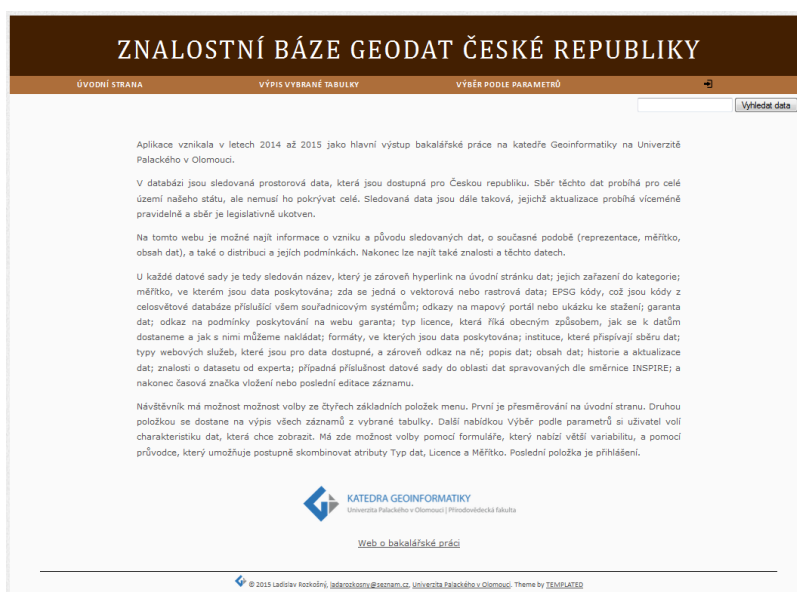 ZNALOSTNÍ BÁZE GEODAT ČESKÉ REPUBLIKY
ÚVODNÍ STRANA VÝPIS VYBRANÉ TABULKY VÝBĚR PODLE PARAMETRŮ
Vyhledat data
Aplikace vznikala v letech 2014 až 2015 jako hlavní výstup bakalářské práce na katedře Geoinformatiky na Univerzitě
Palackého v Olomouci.
V databázi jsou sledovaná prostorová data, která jsou dostupná pro Českou republiku. Sběr těchto dat probíhá pro celé
území našeho státu, ale nemusí ho pokrývat celé. Sledovaná data jsou dále taková, jejichž aktualizace probíhá víceméně
pravidelně a sběr je legislativně ukotven.
Na tomto webu je možné najít informace o vzniku a původu sledovaných dat, o současné podobě (reprezentace, měřítko,
obsah dat), a také o distribuci a jejích podmínkách. Nakonec lze najít také znalosti a těchto datech.
U každé datové sady je tedy sledován název, který je zároveň hyperlink na úvodní stránku dat; jejich zařazení do kategorie;
měřítko, ve kterém jsou data poskytována; zda se jedná o vektorová nebo rastrová data; EPSG kódy, což jsou kódy z
celosvětové databáze příslušící všem souřadnicovým systémům; odkazy na mapový portál nebo ukázku ke stažení; garanta
dat; odkaz na podmínky poskytování na webu garanta; typ licence, která říká obecným způsobem, jak se k datům
dostaneme a jak s nimi můžeme nakládat; formáty, ve kterých jsou data poskytována; instituce, které přispívají sběru dat;
typy webových služeb, které jsou pro data dostupné, a zároveň odkaz na ně; popis dat; obsah dat; historie a aktualizace
dat; znalosti o datasetu od experta; případná příslušnost datové sady do oblasti dat spravovaných dle směrnice INSPIRE; a
nakonec časová značka vložení nebo poslední editace záznamu.
Návštěvník má možnost možnost volby ze čtyřech základních položek menu. První je přesměrování na úvodní stranu. Druhou
položkou se dostane na výpis všech záznamů z vybrané tabulky. Další nabídkou Výběr podle parametrů si uživatel volí
charakteristiku dat, která chce zobrazit. Má zde možnost volby pomocí formuláře, který nabízí větší variabilitu, a pomocí
průvodce, který umožňuje postupně skombinovat atributy Typ dat, Licence a Měřítko. Poslední položka je přihlášení.
KATEDRA GEOINFORMATIKY
Univerzita Palackého v Olomouci | Přírodovědecká fakulta
Web o bakalářské práci
© 2015 Ladislav Rozkošný, ladarozkosny@seznam.cz, Univerzita Palackého v Olomouci. Theme by TEMPLATED